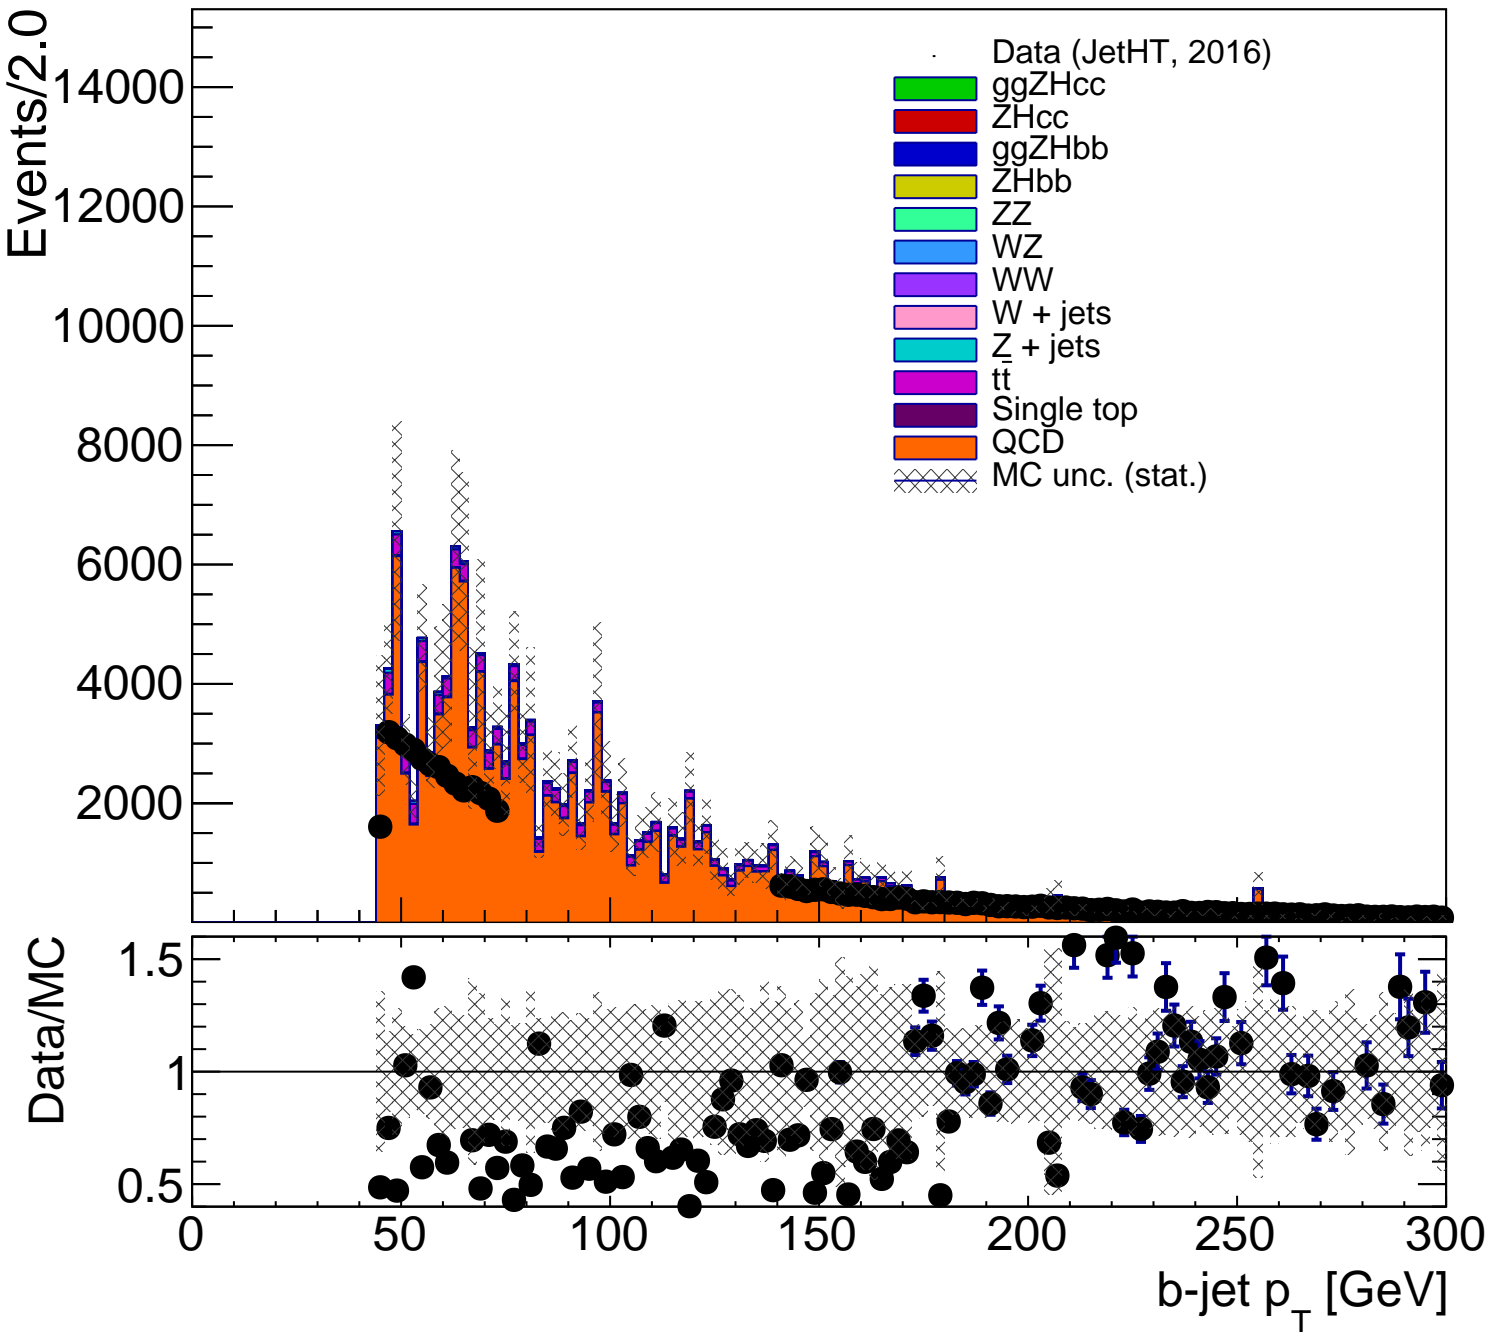 Events/2.0
14000
12000
10000
8000
6000
4000
2000
Data (JetHT, 2016)
ggZHcc
ZHcc
ggZHbb
ZHbb
ZZ
WZ
WW
W + jets
Z + jets
tt̄
Single top
QCD
MC unc. (stat.)
Data/MC
1.5
1
0.5
0 50 100 150 200 250 300
b-jet p_T [GeV]